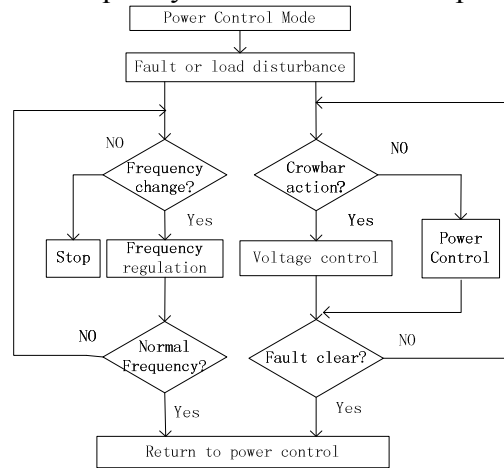 Power Control Mode
Fault or load disturbance
NO
NO
Frequency
change?
Crowbar
action?
Yes
Yes
Stop
Frequency
regulation
Voltage control
Power
Control
NO
Normal
Frequency?
Fault clear?
NO
Yes
Yes
Return to power control